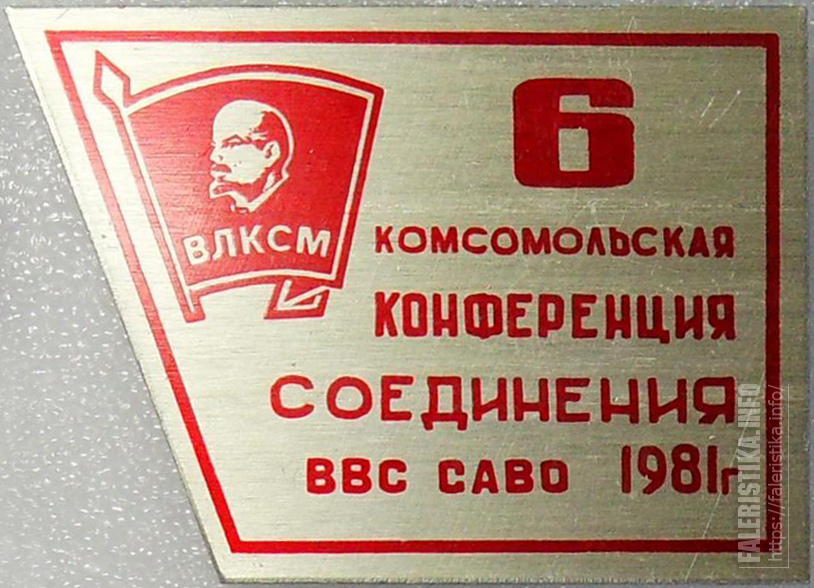 6
ВЛКСМ
КОМСОМОЛЬСКАЯ
КОНФЕРЕНЦИЯ
СОЕДИНЕНИЯ
ВВС САВО 1981г
FALERISTIKA.INFO
https://faleristika.info/